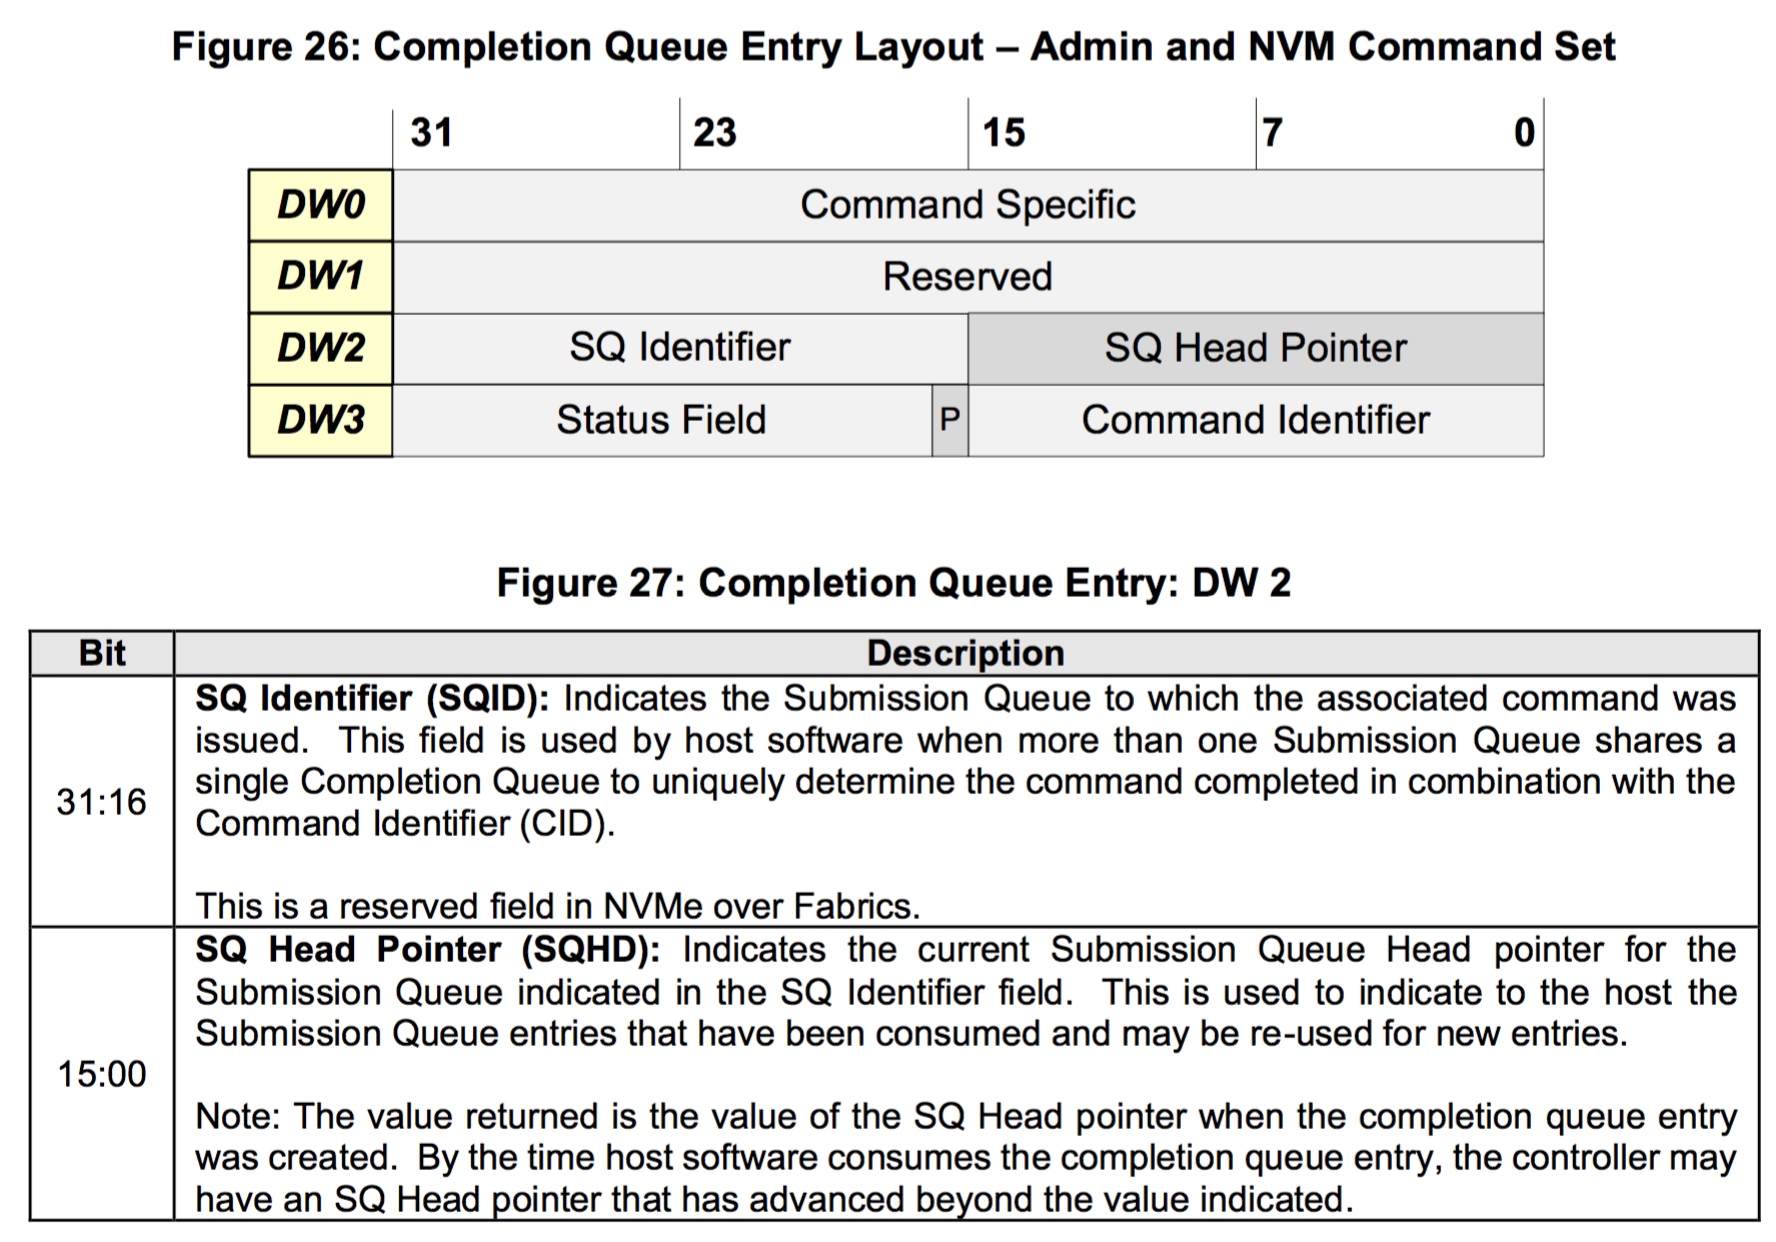 Figure 26: Completion Queue Entry Layout – Admin and NVM Command Set
31 23 15 7 0
DW0 Command Specific
DW1 Reserved
DW2 SQ Identifier SQ Head Pointer
DW3 Status Field P Command Identifier
Figure 27: Completion Queue Entry: DW 2
Bit Description
SQ Identifier (SQID): Indicates the Submission Queue to which the associated command was
issued. This field is used by host software when more than one Submission Queue shares a
single Completion Queue to uniquely determine the command completed in combination with the
31:16
Command Identifier (CID).
This is a reserved field in NVMe over Fabrics.
SQ Head Pointer (SQHD): Indicates the current Submission Queue Head pointer for the
Submission Queue indicated in the SQ Identifier field. This is used to indicate to the host the
Submission Queue entries that have been consumed and may be re-used for new entries.
15:00
Note: The value returned is the value of the SQ Head pointer when the completion queue entry
was created. By the time host software consumes the completion queue entry, the controller may
have an SQ Head pointer that has advanced beyond the value indicated.